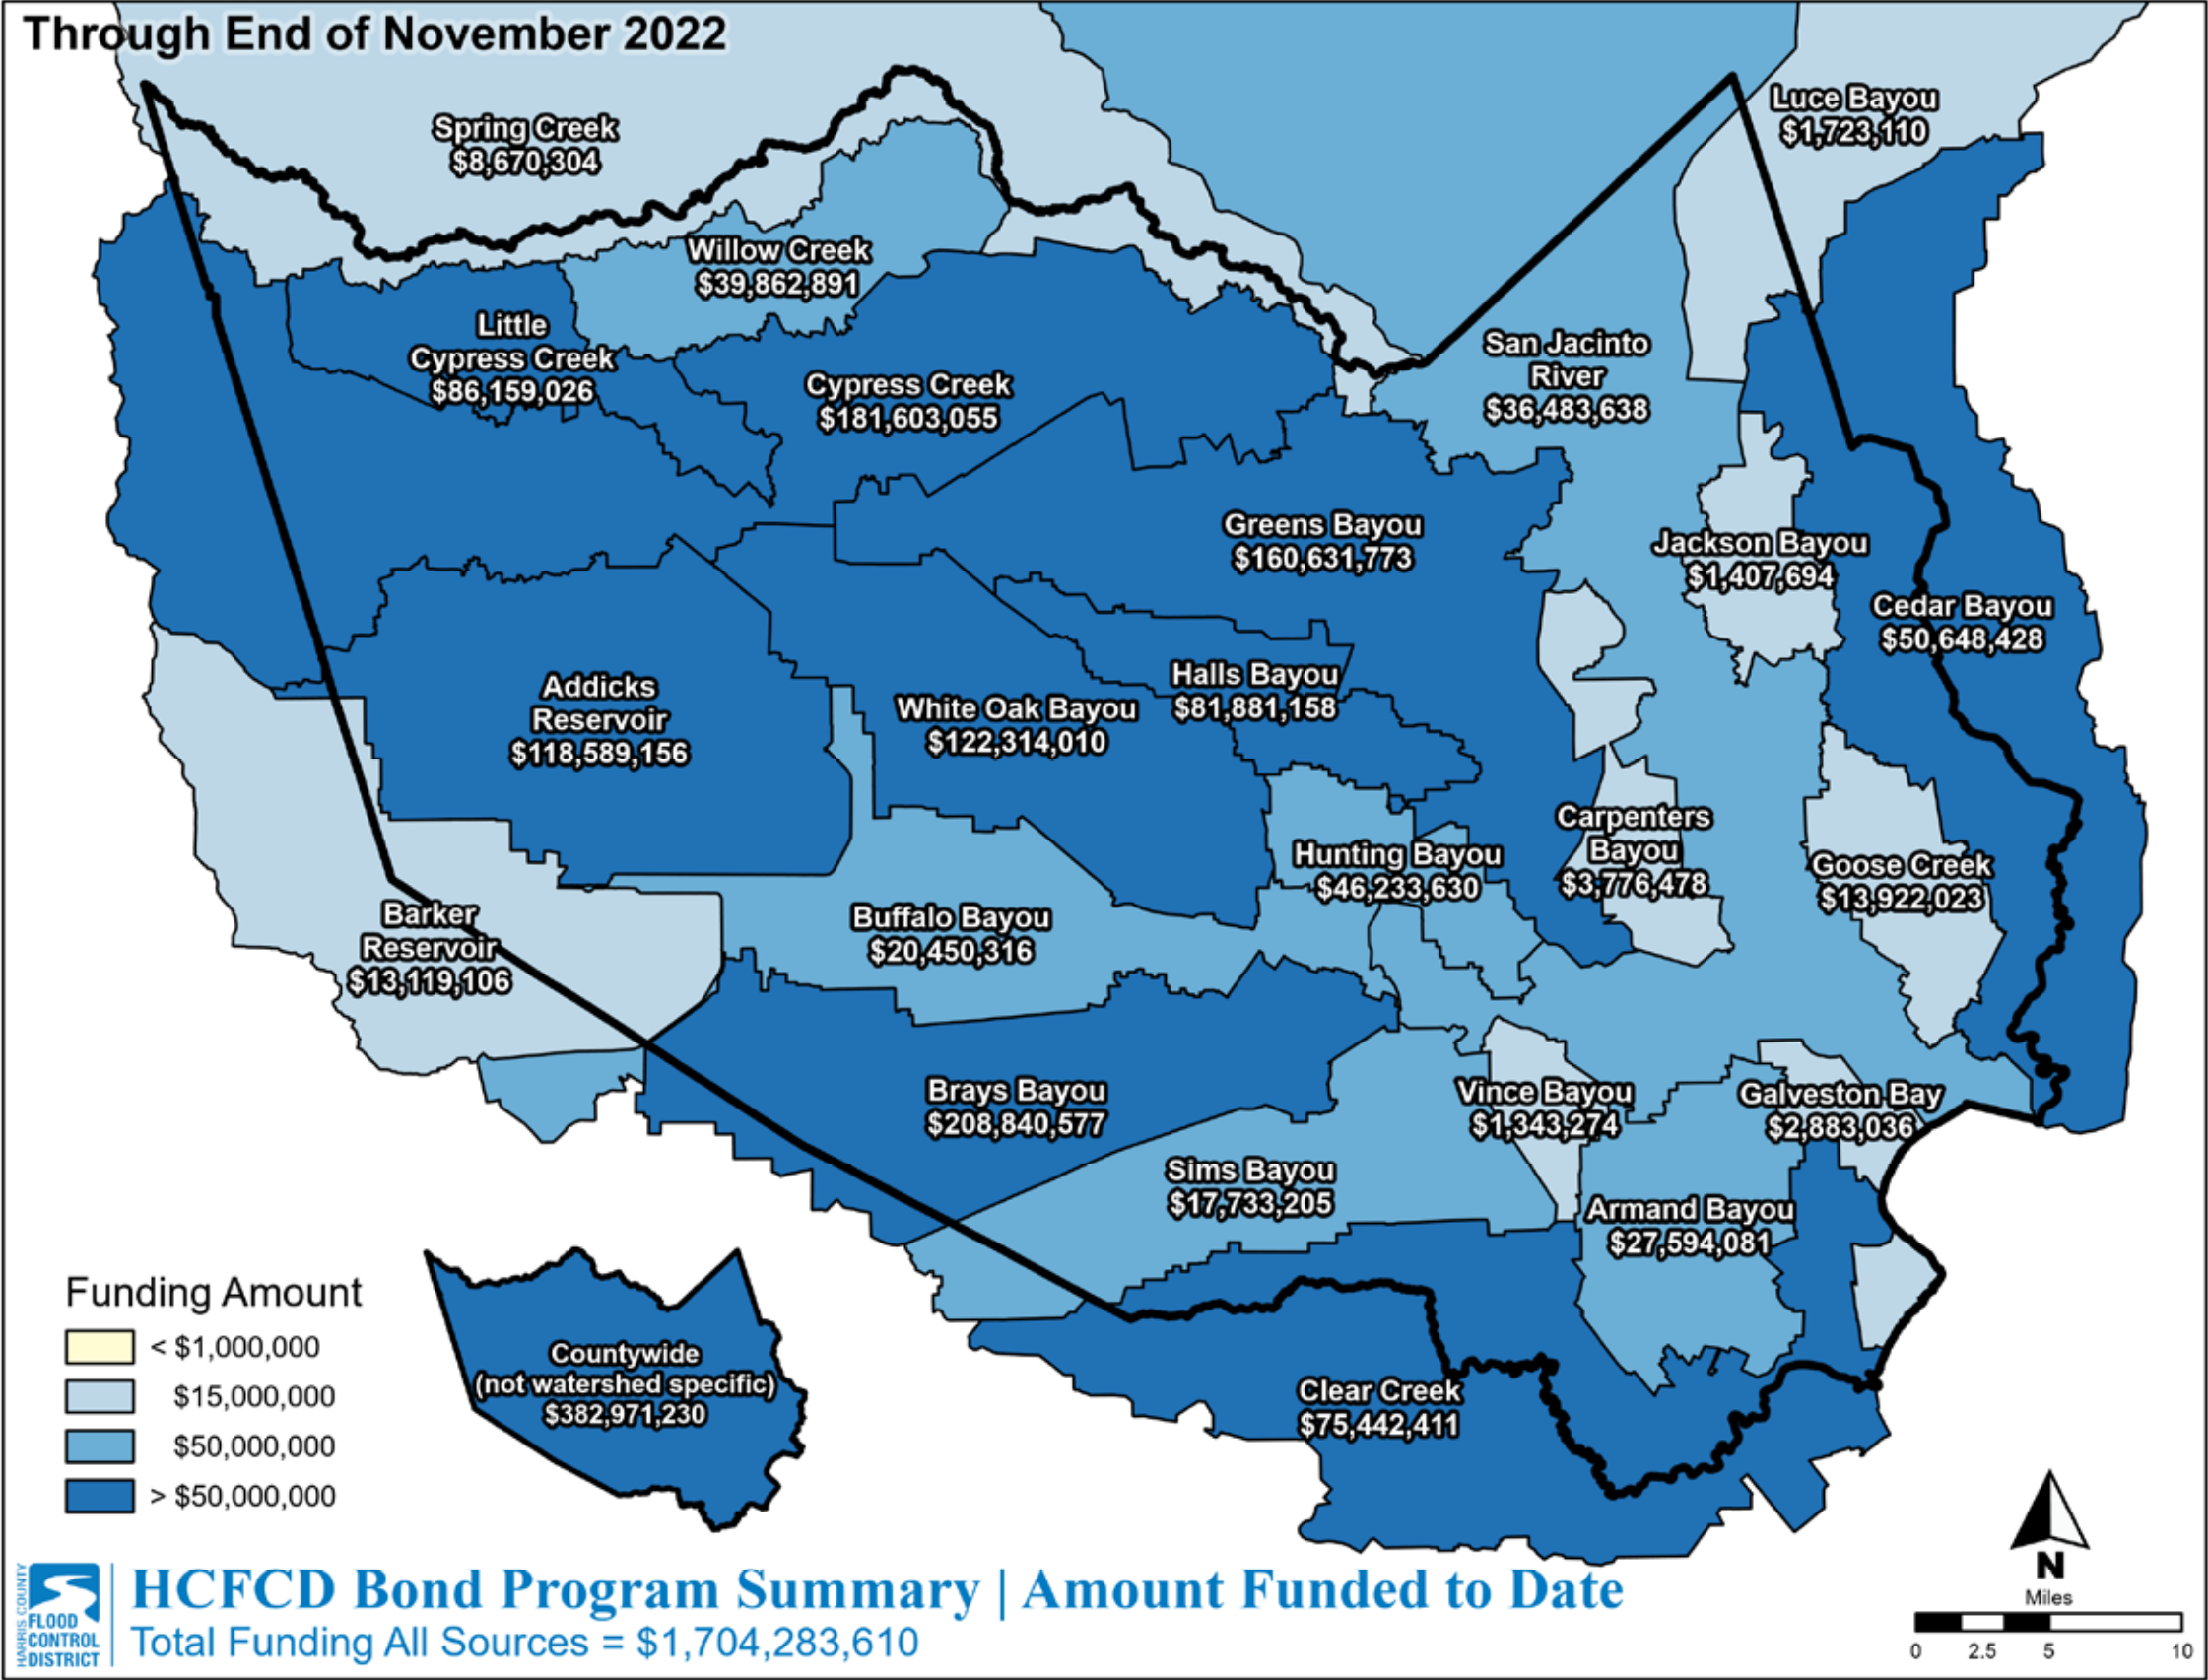 Through End of November 2022
Spring Creek
$8,670,304
Luce Bayou
$1,723,110
Willow Creek
$39,862,891
Little
Cypress Creek
$86,159,026
Cypress Creek
$181,603,055
San Jacinto
River
$36,483,638
Greens Bayou
$160,631,773
Jackson Bayou
$1,407,694
Cedar Bayou
$50,648,428
Addicks
Reservoir
$118,589,156
White Oak Bayou
$122,314,010
Halls Bayou
$81,881,158
Carpenters
Bayou
$3,776,478
Hunting Bayou
$46,233,630
Goose Creek
$13,922,023
Barker
Reservoir
$13,119,106
Buffalo Bayou
$20,450,316
Brays Bayou
$208,840,577
Vince Bayou
$1,343,274
Galveston Bay
$2,883,036
Sims Bayou
$17,733,205
Armand Bayou
$27,594,081
Clear Creek
$75,442,411
Funding Amount
< $1,000,000
$15,000,000
$50,000,000
> $50,000,000
Countywide
(not watershed specific)
$382,971,230
N
Miles
0 2.5 5 10
HARRIS COUNTY
FLOOD
CONTROL
DISTRICT
HCFCD Bond Program Summary | Amount Funded to Date
Total Funding All Sources = $1,704,283,610